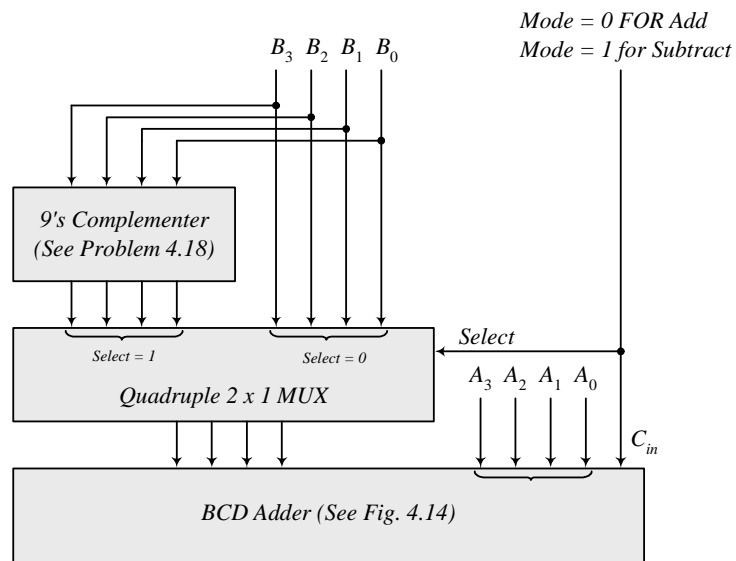 Mode = 0 FOR Add
Mode = 1 for Subtract
B3 B2 B1 B0
9's Complementer
(See Problem 4.18)
Select = 1
Select = 0
Select
Quadruple 2 x 1 MUX
A3 A2 A1 A0
Cin
BCD Adder (See Fig. 4.14)